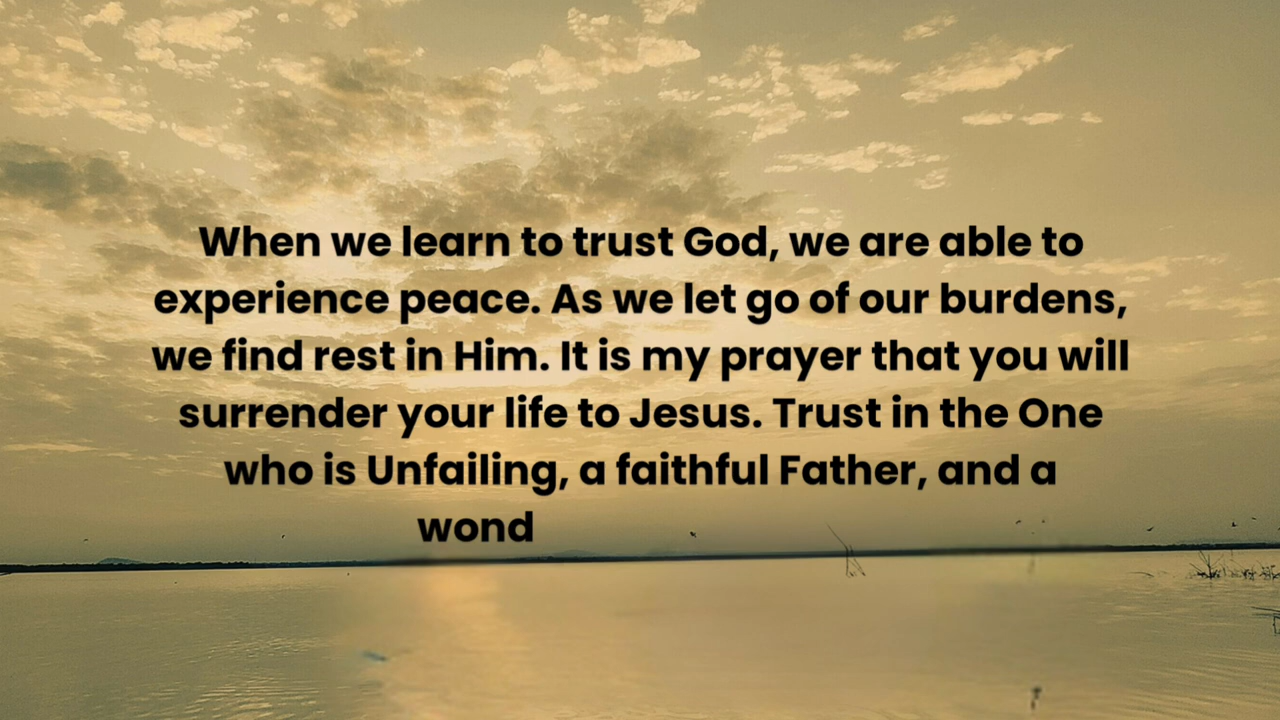 When we learn to trust God, we are able to
experience peace. As we let go of our burdens,
we find rest in Him. It is my prayer that you will
surrender your life to Jesus. Trust in the One
who is Unfailing, a faithful Father, and a
wond